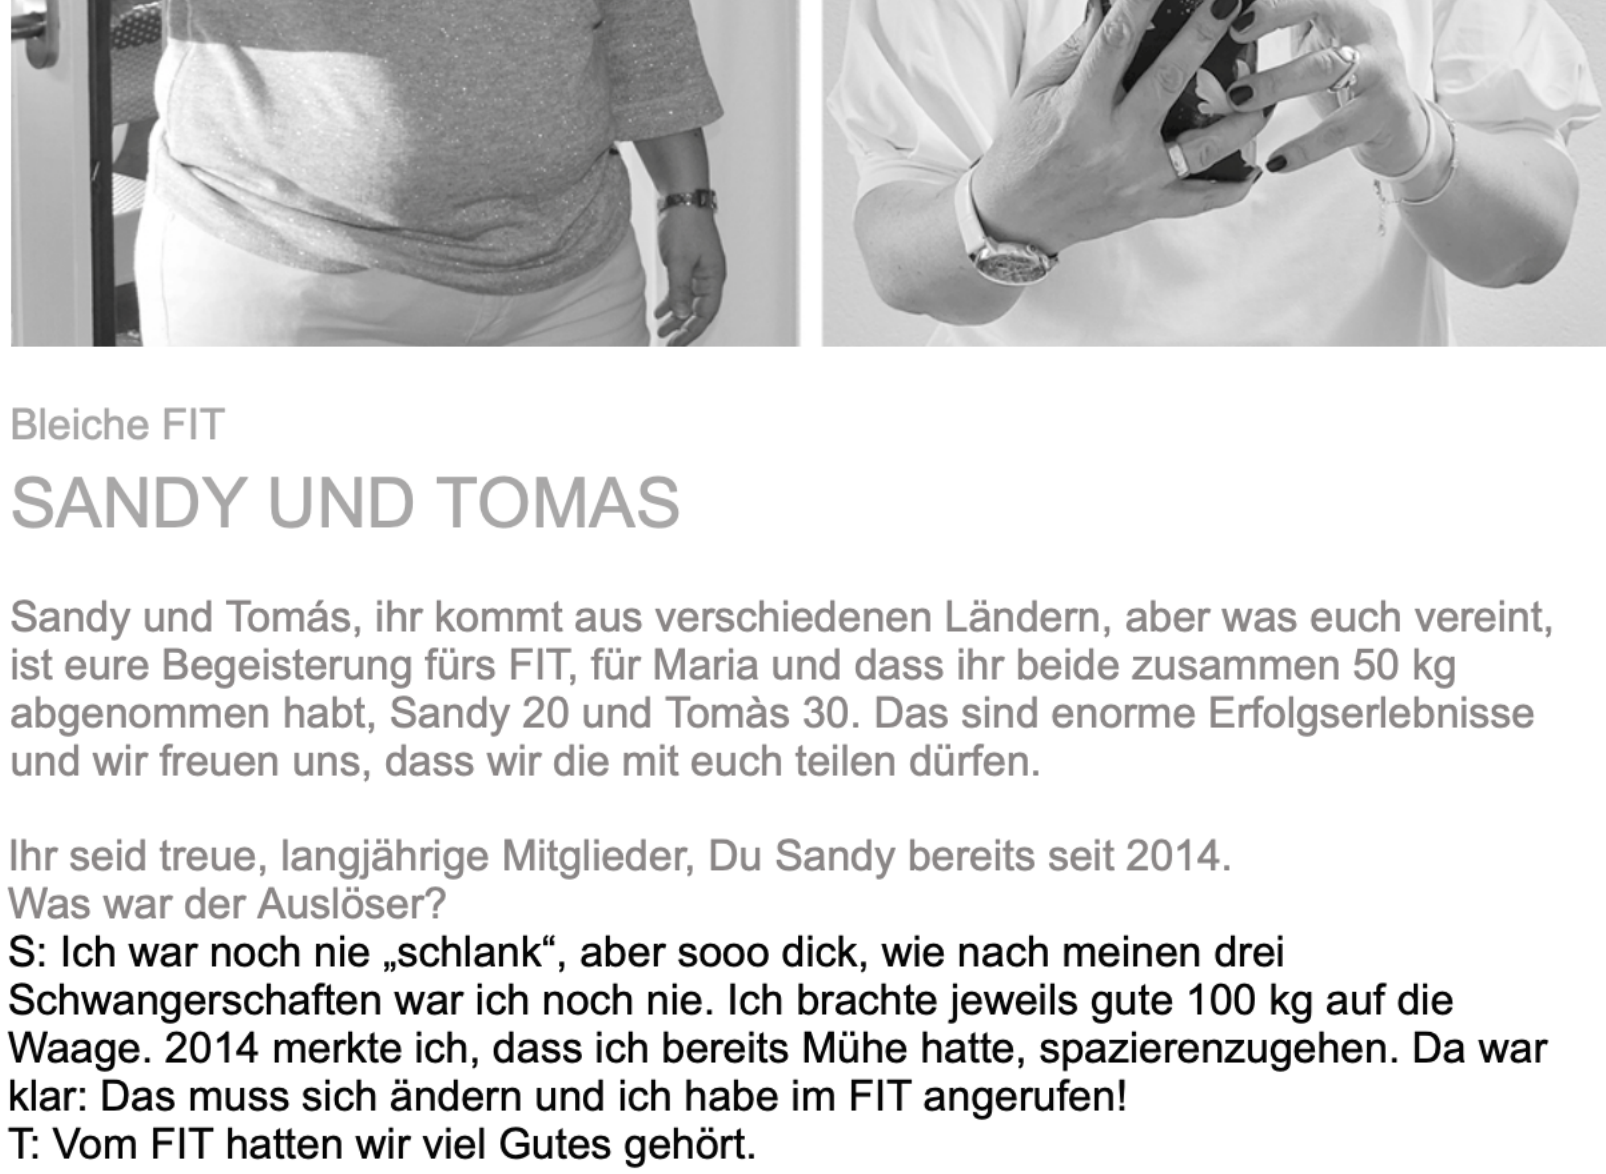 Bleiche FIT
SANDY UND TOMAS
Sandy und Tomás, ihr kommt aus verschiedenen Ländern, aber was euch vereint,
ist eure Begeisterung fürs FIT, für Maria und dass ihr beide zusammen 50 kg
abgenommen habt, Sandy 20 und Tomàs 30. Das sind enorme Erfolgserlebnisse
und wir freuen uns, dass wir die mit euch teilen dürfen.
Ihr seid treue, langjährige Mitglieder, Du Sandy bereits seit 2014.
Was war der Auslöser?
S: Ich war noch nie „schlank“, aber sooo dick, wie nach meinen drei
Schwangerschaften war ich noch nie. Ich brachte jeweils gute 100 kg auf die
Waage. 2014 merkte ich, dass ich bereits Mühe hatte, spazierenzugehen. Da war
klar: Das muss sich ändern und ich habe im FIT angerufen!
T: Vom FIT hatten wir viel Gutes gehört.